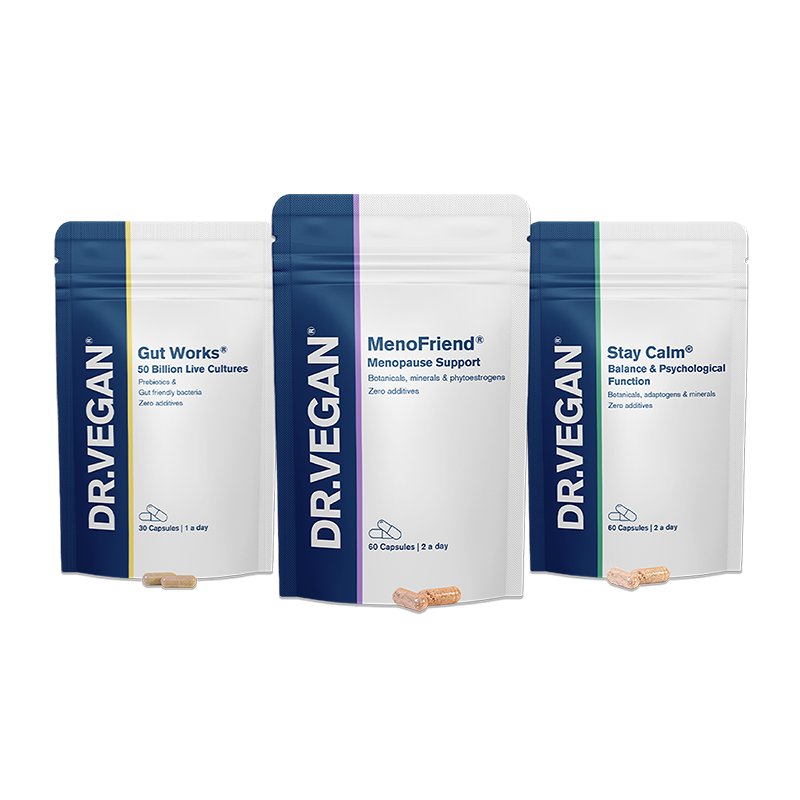 DR.VEGAN®
Gut Works®
50 Billion Live Cultures
Prebiotics &
Gut friendly bacteria
Zero additives
30 Capsules | 1 a day
DR.VEGAN®
MenoFriend®
Menopause Support
Botanicals, minerals & phytoestrogens
Zero additives
60 Capsules | 2 a day
DR.VEGAN®
Stay Calm®
Balance & Psychological
Function
Botanicals, adaptogens & minerals
Zero additives
60 Capsules | 2 a day